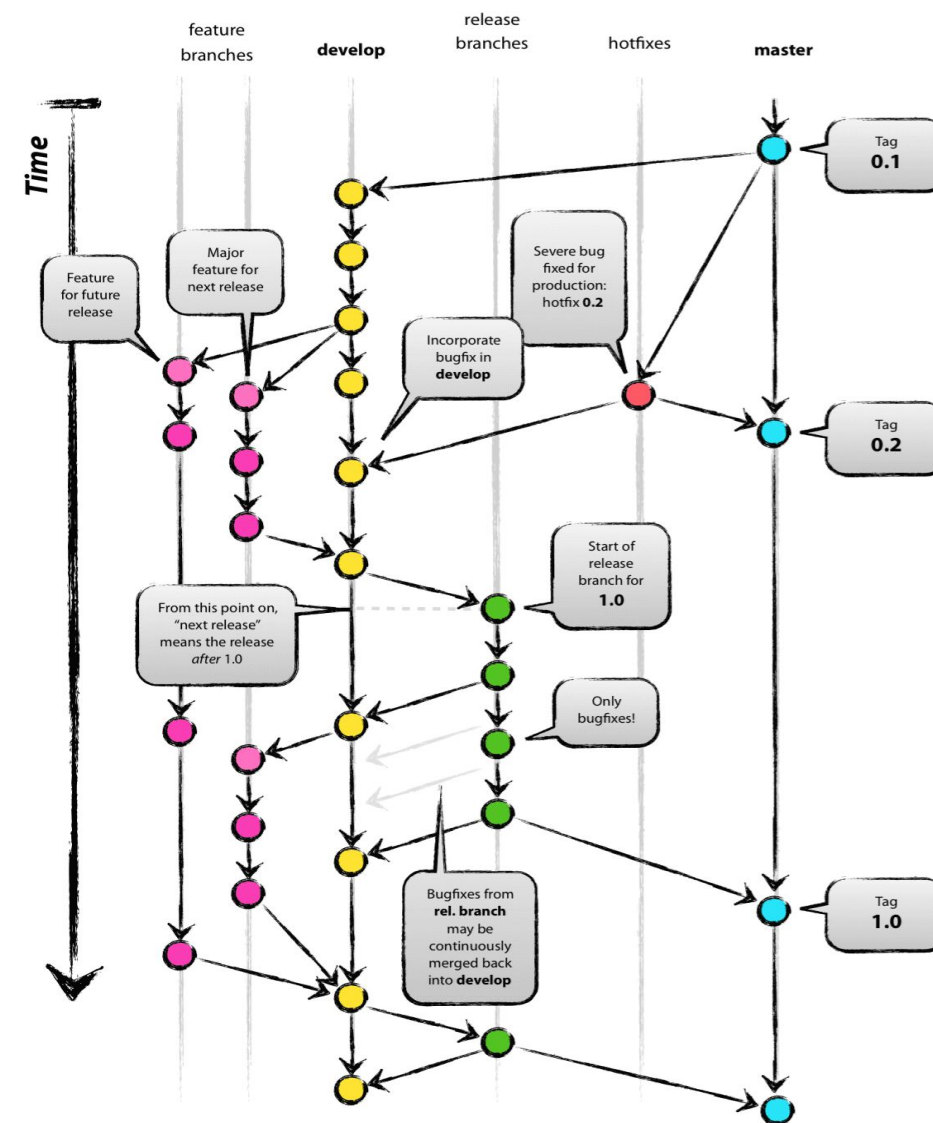 feature
branches
develop
release
branches
hotfixes
master
Time
Tag
0.1
Major
feature for
next release
Feature
for future
release
Severe bug
fixed for
production:
hotfix 0.2
Incorporate
bugfix in
develop
Tag
0.2
Start of
release
branch for
1.0
From this point on,
“next release”
means the release
after 1.0
Only
bugfixes!
Bugfixes from
rel. branch
may be
continuously
merged back
into develop
Tag
1.0